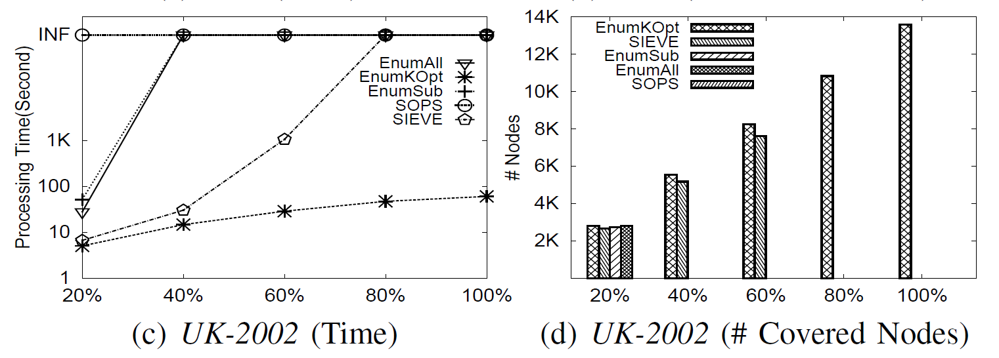 INF
1K
100
10
1
Processing Time(Second)
EnumAll
EnumKOpt
EnumSub
SOPS
SIEVE
20% 40% 60% 80% 100%
(c) UK-2002 (Time)
14K
12K
10K
8K
6K
4K
2K
# Nodes
EnumKOpt
SIEVE
EnumSub
EnumAll
SOPS
20% 40% 60% 80% 100%
(d) UK-2002 (# Covered Nodes)